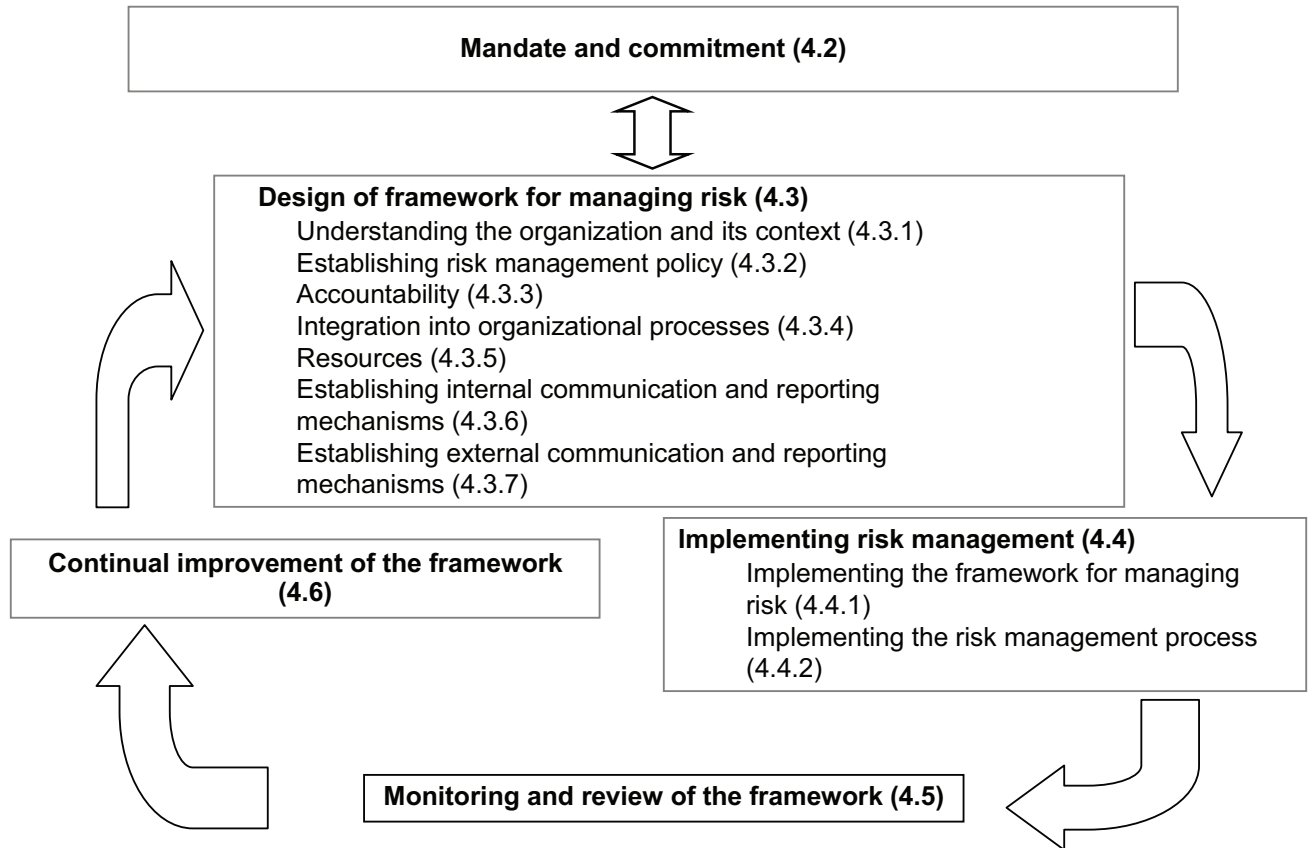 Mandate and commitment (4.2)
Design of framework for managing risk (4.3)
Understanding the organization and its context (4.3.1)
Establishing risk management policy (4.3.2)
Accountability (4.3.3)
Integration into organizational processes (4.3.4)
Resources (4.3.5)
Establishing internal communication and reporting
mechanisms (4.3.6)
Establishing external communication and reporting
mechanisms (4.3.7)
Implementing risk management (4.4)
Implementing the framework for managing
risk (4.4.1)
Implementing the risk management process
(4.4.2)
Continual improvement of the framework
(4.6)
Monitoring and review of the framework (4.5)